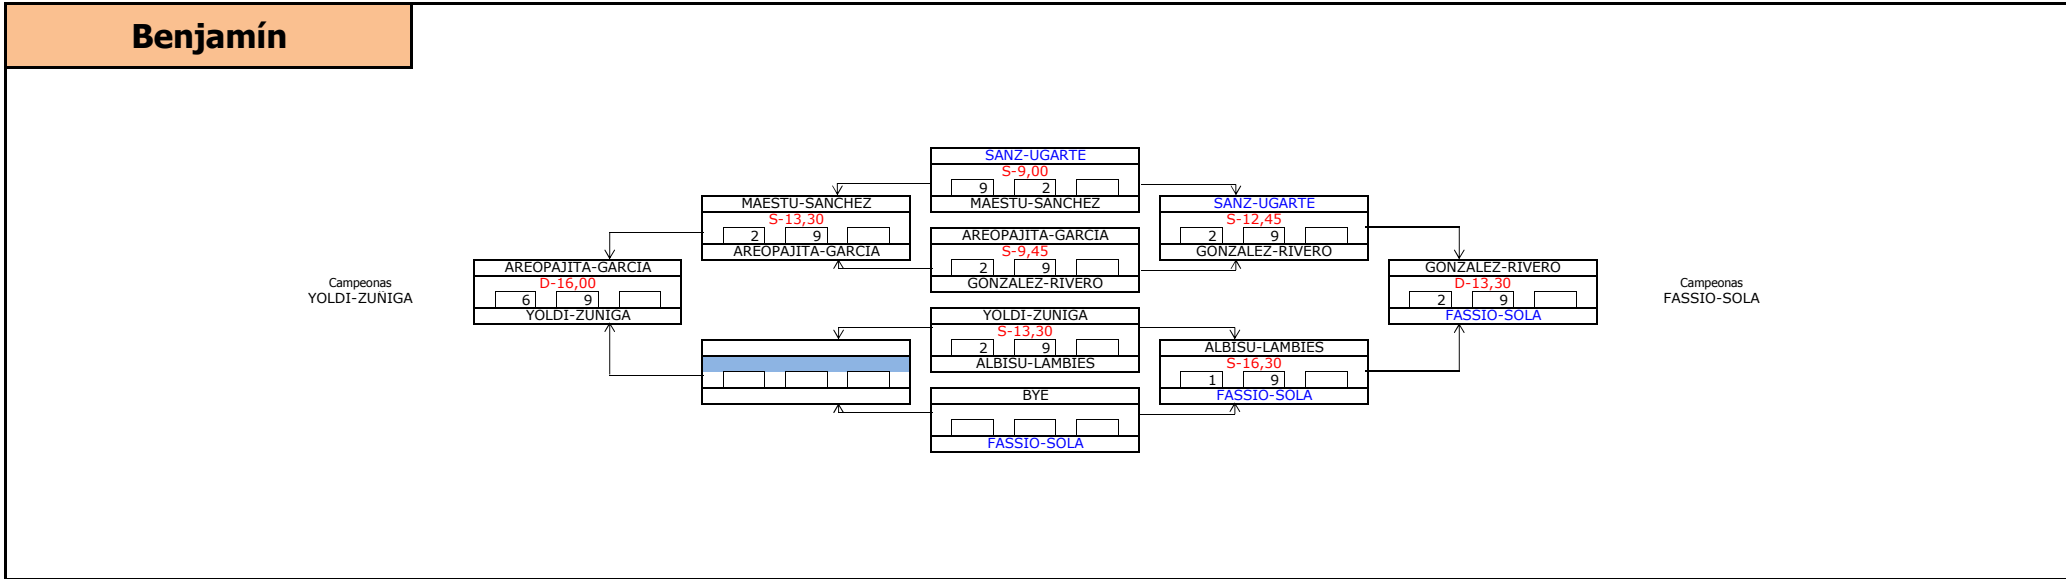 Benjamín
SANZ-UGARTE
S-9,00
9 2
MAESTU-SANCHEZ
MAESTU-SANCHEZ
S-13,30
2 9
AREOPAJITA-GARCIA
SANZ-UGARTE
S-12,45
2 9
GONZALEZ-RIVERO
AREOPAJITA-GARCIA
S-9,45
2 9
GONZALEZ-RIVERO
Campeonas
YOLDI-ZUÑIGA
AREOPAJITA-GARCIA
D-16,00
6 9
YOLDI-ZUÑIGA
GONZALEZ-RIVERO
D-13,30
2 9
FASSIO-SOLA
Campeonas
FASSIO-SOLA
YOLDI-ZUÑIGA
S-13,30
2 9
ALBISU-LAMBIES
ALBISU-LAMBIES
S-16,30
1 9
FASSIO-SOLA
BYE
FASSIO-SOLA